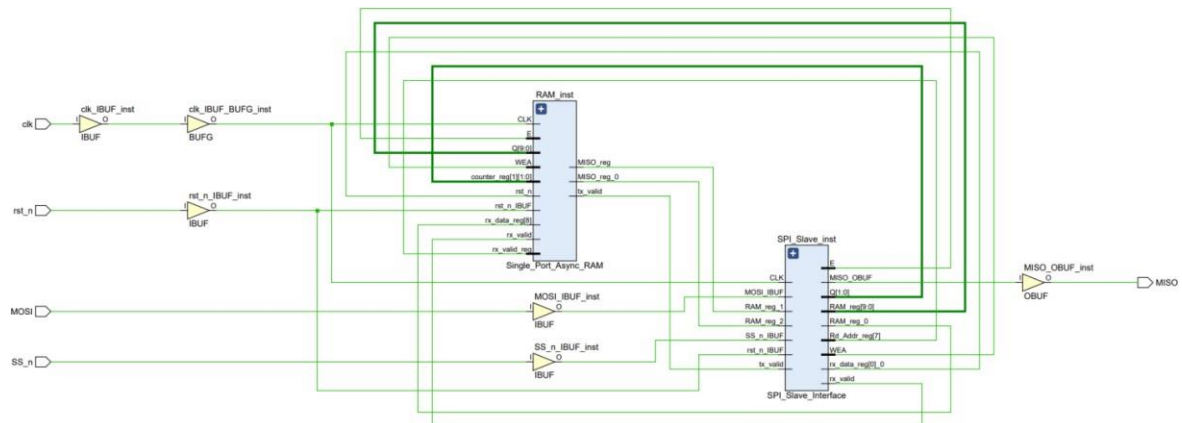 RAM_inst
clk_IBUF_inst
clk_IBUF_BUFG_inst
clk
I
O
IBUF
I
O
BUFG
CLK
E
Q[9:0]
WEA
counter_reg[1][1:0]
rst_n
rst_n_IBUF
rx_data_reg[8]
rx_valid
rx_valid_reg
MISO_reg
MISO_reg_0
tx_valid
Single_Port_Async_RAM
rst_n_IBUF_inst
rst_n
I
O
IBUF
SPI_Slave_inst
CLK
MOSI_IBUF
RAM_reg_1
RAM_reg_2
SS_n_IBUF
rst_n_IBUF
tx_valid
E
MISO_OBUF
Q[1:0]
RAM_reg[9:0]
RAM_reg_0
Rd_Addr_reg[7]
WEA
rx_data_reg[0]_0
rx_valid
SPI_Slave_Interface
MISO_OBUF_inst
I
O
OBUF
MISO
MOSI_IBUF_inst
MOSI
I
O
IBUF
SS_n_IBUF_inst
SS_n
I
O
IBUF